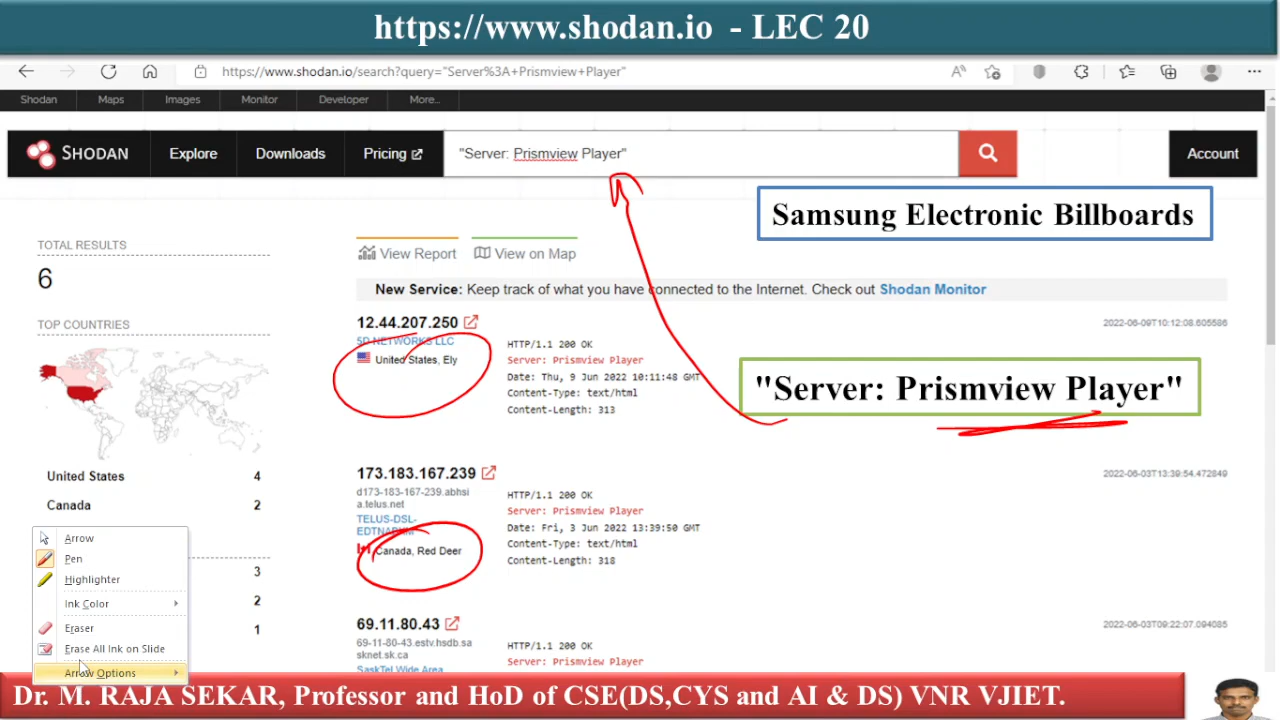 https://www.shodan.io - LEC 20
https://www.shodan.io/search?query="Server%3A+Prismview+Player"
Shodan Maps Images Monitor Developer More...
SHODAN Explore Downloads Pricing "Server: Prismview Player" Account
Samsung Electronic Billboards
TOTAL RESULTS
6
View Report View on Map
New Service: Keep track of what you have connected to the Internet. Check out Shodan Monitor
TOP COUNTRIES
12.44.207.250
2022-06-09T10:12:08.605586
SD NETWORKS LLC
United States, Ely
HTTP/1.1 200 OK
Server: Prismview Player
Date: Thu, 9 Jun 2022 10:11:48 GMT
Content-Type: text/html
Content-Length: 313
"Server: Prismview Player"
United States 4
Canada 2
3
2
1
173.183.167.239
2022-06-03T13:39:54.472849
d173-183-167-239.abhsi
a.telus.net
TELUS-DSL-
Canada, Red Deer
HTTP/1.1 200 OK
Server: Prismview Player
Date: Fri, 3 Jun 2022 13:39:50 GMT
Content-Type: text/html
Content-Length: 318
69.11.80.43
2022-06-03T09:22:07.094085
69-11-80-43.estv.hsdb.sa
sknet.sk.ca
SaskTel Wide Area
HTTP/1.1 200 OK
Server: Prismview Player
Arrow
Pen
Highlighter
Ink Color
Eraser
Erase All Ink on Slide
Arrow Options
Dr. M. RAJA SEKAR, Professor and HoD of CSE(DS,CYS and AI & DS) VNR VJIET.